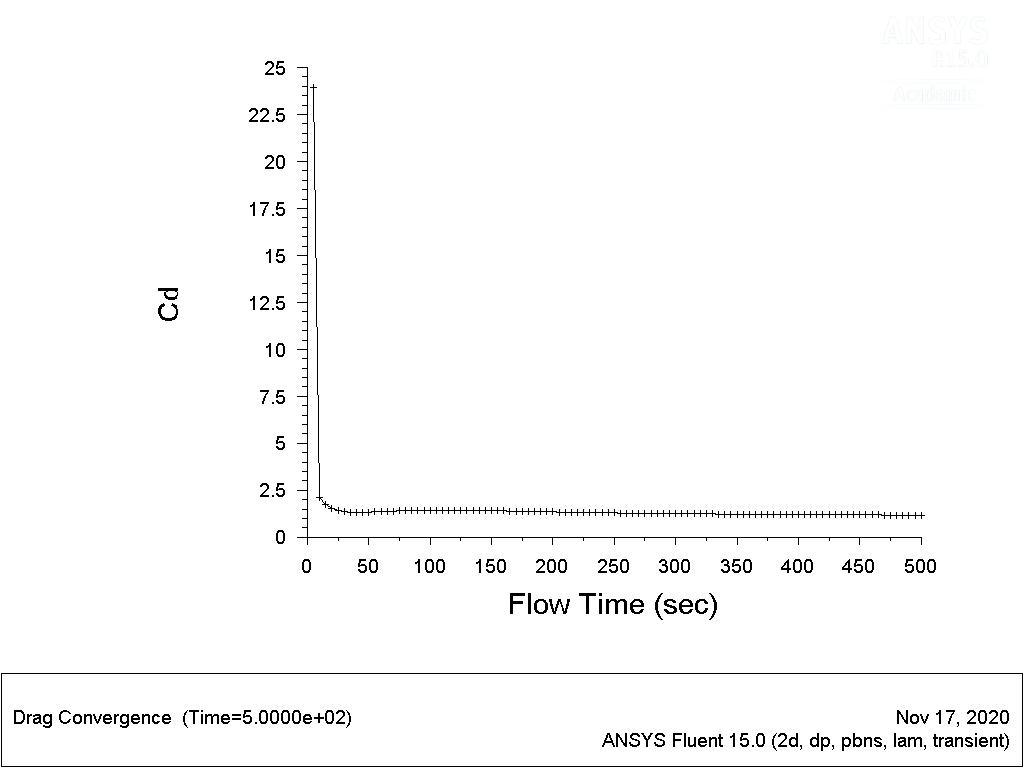 ANSYS
R15.0
Academic
25
22.5
20
17.5
15
12.5
10
7.5
5
2.5
0
Cd
0 50 100 150 200 250 300 350 400 450 500
Flow Time (sec)
Drag Convergence (Time=5.0000e+02)
Nov 17, 2020
ANSYS Fluent 15.0 (2d, dp, pbns, lam, transient)